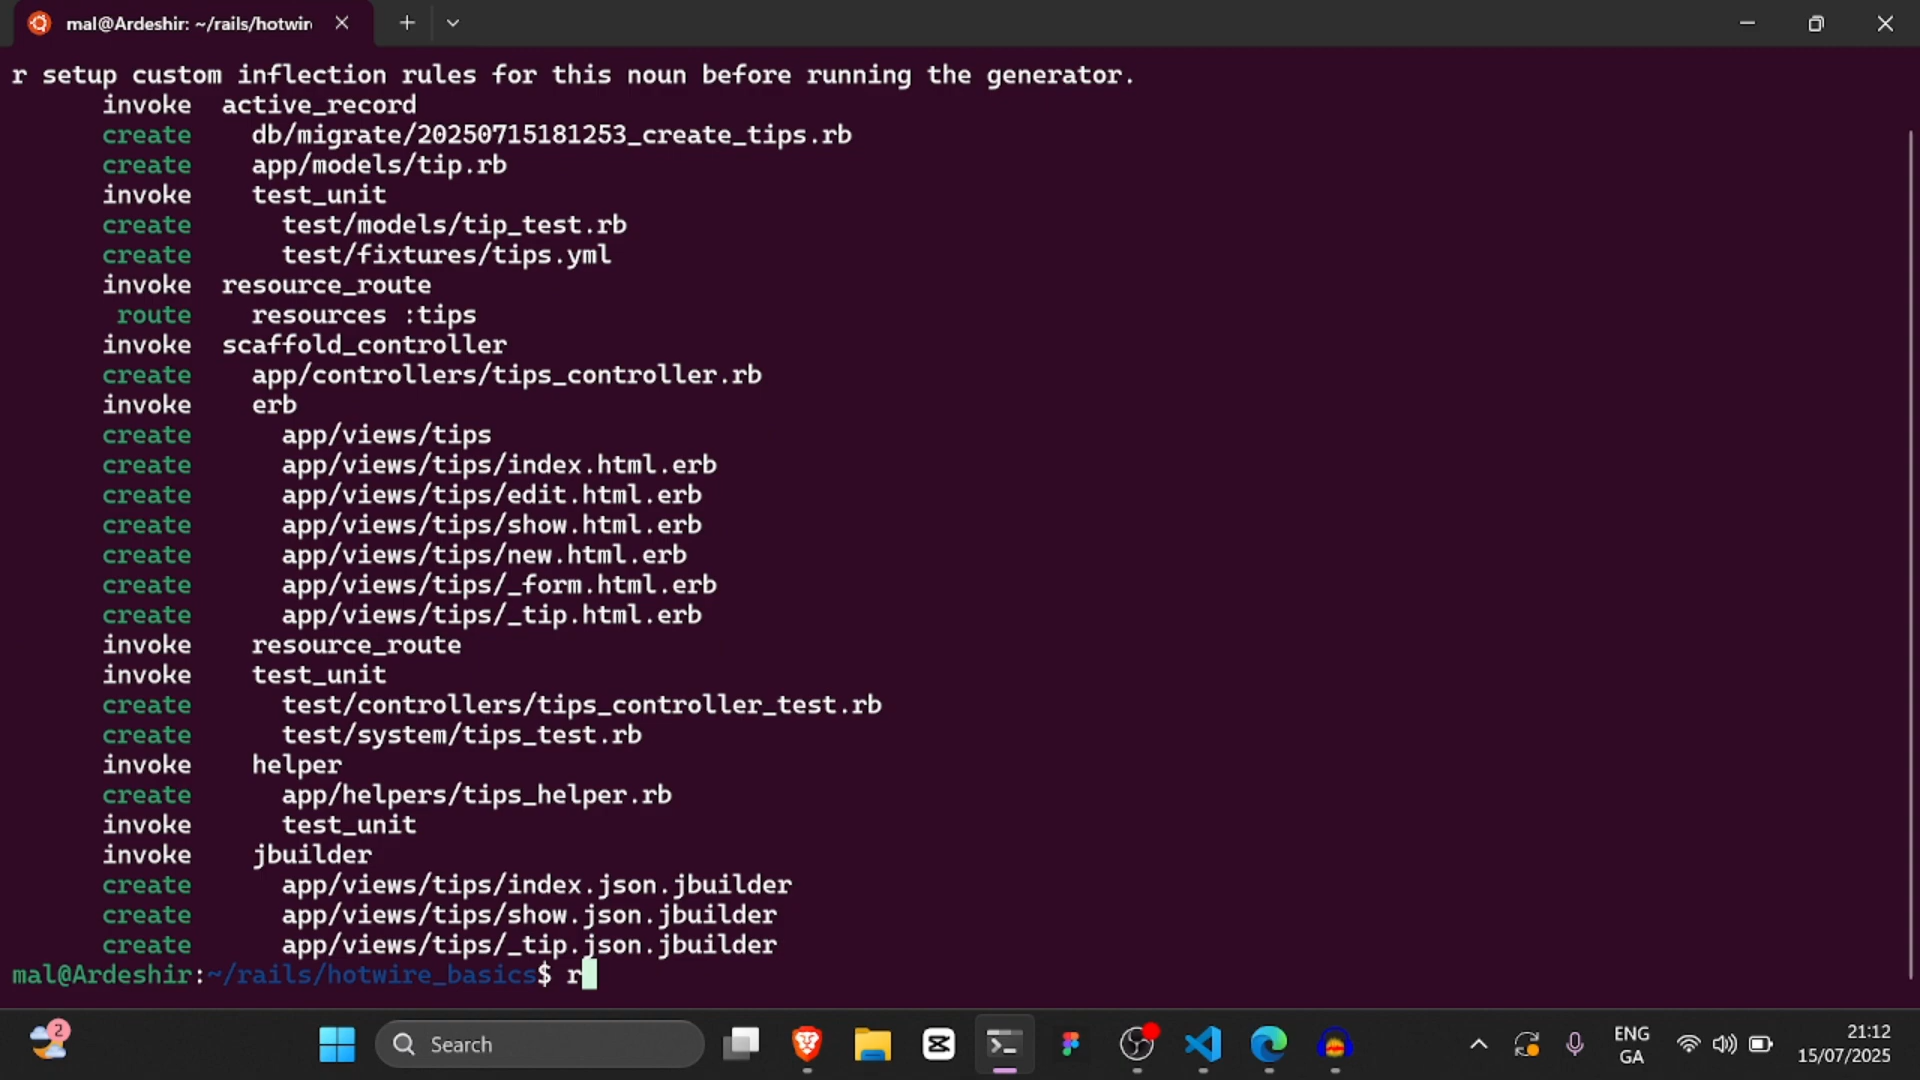 mal@Ardeshir: ~/rails/hotwir
r setup custom inflection rules for this noun before running the generator.
invoke active_record
create db/migrate/20250715181253_create_tips.rb
create app/models/tip.rb
invoke test_unit
create test/models/tip_test.rb
create test/fixtures/tips.yml
invoke resource_route
route resources :tips
invoke scaffold_controller
create app/controllers/tips_controller.rb
invoke erb
create app/views/tips
create app/views/tips/index.html.erb
create app/views/tips/edit.html.erb
create app/views/tips/show.html.erb
create app/views/tips/new.html.erb
create app/views/tips/_form.html.erb
create app/views/tips/_tip.html.erb
invoke resource_route
invoke test_unit
create test/controllers/tips_controller_test.rb
create test/system/tips_test.rb
invoke helper
create app/helpers/tips_helper.rb
invoke test_unit
invoke jbuilder
create app/views/tips/index.json.jbuilder
create app/views/tips/show.json.jbuilder
create app/views/tips/_tip.json.jbuilder
mal@Ardeshir:~/rails/hotwire_basics$ r
2
Search
ENG
GA
21:12
15/07/2025